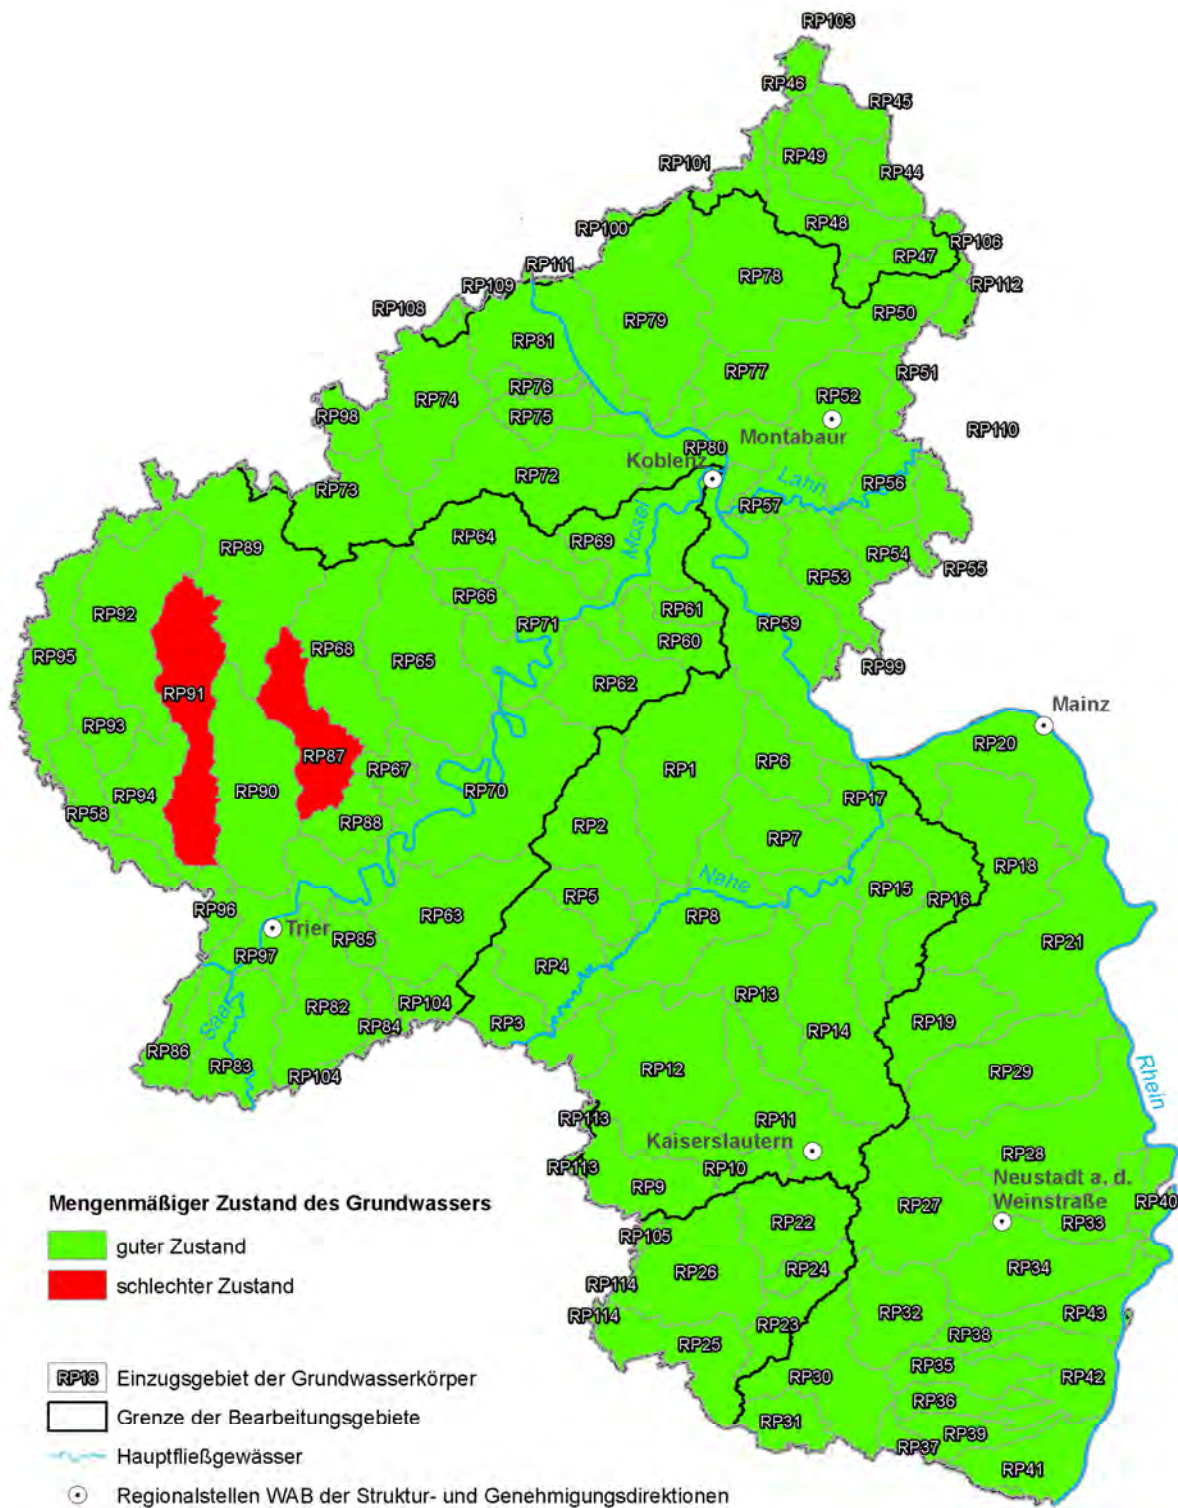 RP103
RP46
RP45
RP49
RP101
RP44
RP48
RP100
RP106
RP47
RP111
RP78
RP109
RP112
RP108
RP50
RP79
RP81
RP77
RP51
RP76
RP52
RP74
RP98
RP75
Montabaur
RP110
RP80
Koblenz
RP72
Lahn
RP56
RP73
RP57
Mosel
RP64
RP69
RP89
RP54
RP55
RP53
RP66
RP61
RP92
RP71
RP59
RP60
RP68
RP95
RP65
RP99
RP62
RP91
Mainz
RP93
RP20
RP87
RP1
RP6
RP67
RP70
RP94
RP90
RP17
RP58
RP88
RP2
RP7
RP18
Nahe
RP15
RP5
RP16
RP96
RP63
RP8
Trier
RP85
RP21
RP97
RP4
RP13
RP104
Saar
RP82
RP3
RP19
RP84
RP14
RP86
RP83
RP12
RP29
RP104
Rhein
RP113
RP11
Kaiserslautern
RP28
RP113
RP10
Neustadt a. d.
Weinstraße
RP9
RP40
Mengenmäßiger Zustand des Grundwassers
RP27
RP22
RP33
RP105
guter Zustand
RP26
RP24
RP34
schlechter Zustand
RP114
RP114
RP32
RP43
RP23
RP38
RP25
RP35
RP18 Einzugsgebiet der Grundwasserkörper
RP30
RP42
RP36
Grenze der Bearbeitungsgebiete
RP31
RP39
RP37
Hauptfließgewässer
RP41
Regionalstellen WAB der Struktur- und Genehmigungsdirektionen